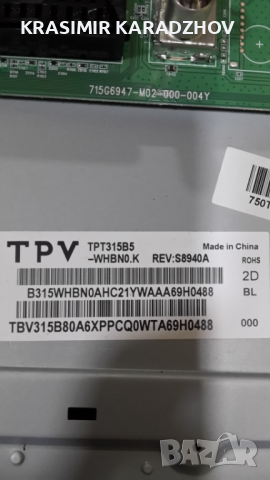 KRASIMIR KARADZHOV
715G6947-M02-000-004Y
750T
TPV
TPT315B5
-WHBN0.K REV:S8940A
Made in China
ROHS
2D
B315WHBN0AHC21YWAAA69H0488
BL
TBV315B80A6XPPCQ0WTA69H0488
000